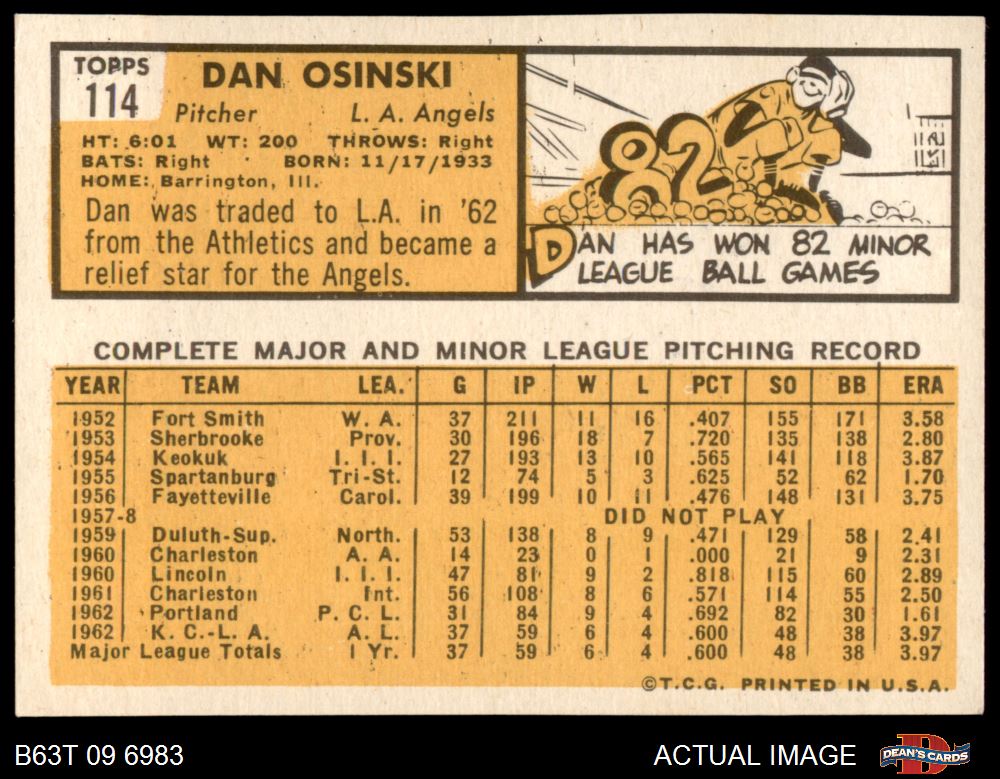 TOPPS
114
DAN OSINSKI
Pitcher L. A. Angels
HT: 6:01 WT: 200 THROWS: Right
BATS: Right BORN: 11/17/1933
HOME: Barrington, Ill.
Dan was traded to L.A. in '62
from the Athletics and became a
relief star for the Angels.
82
DAN HAS WON 82 MINOR
LEAGUE BALL GAMES
COMPLETE MAJOR AND MINOR LEAGUE PITCHING RECORD
YEAR TEAM LEA. G IP W L PCT SO BB ERA
1952 Fort Smith W. A. 37 211 11 16 .407 155 171 3.58
1953 Sherbrooke Prov. 30 196 18 7 .720 135 138 2.80
1954 Keokuk I. I. I. 27 193 13 10 .565 141 118 3.87
1955 Spartanburg Tri-St. 12 74 5 3 .625 52 62 1.70
1956 Fayetteville Carol. 39 199 10 11 .476 148 131 3.75
1957-8 DID NOT PLAY
1959 Duluth-Sup. North. 53 138 8 9 .471 129 58 2.41
1960 Charleston A. A. 14 23 0 1 .000 21 9 2.31
1960 Lincoln I. I. I. 47 81 9 2 .818 115 60 2.89
1961 Charleston Int. 56 108 8 6 .571 114 55 2.50
1962 Portland P. C. L. 31 84 9 4 .692 82 30 1.61
1962 K. C.-L. A. A. L. 37 59 6 4 .600 48 38 3.97
Major League Totals 1 Yr. 37 59 6 4 .600 48 38 3.97
©T.C.G. PRINTED IN U.S.A.
B63T 09 6983 ACTUAL IMAGE DEAN'S CARDS